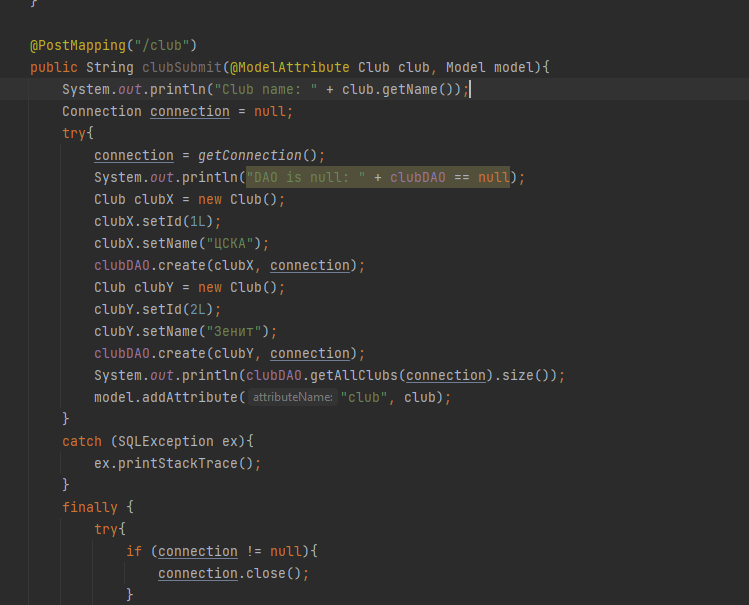 }
@PostMapping("/club")
public String clubSubmit(@ModelAttribute Club club, Model model){
System.out.println("Club name: " + club.getName());
Connection connection = null;
try{
connection = getConnection();
System.out.println("DAO is null: " + clubDAO == null);
Club clubX = new Club();
clubX.setId(1L);
clubX.setName("ЦСКА");
clubDAO.create(clubX, connection);
Club clubY = new Club();
clubY.setId(2L);
clubY.setName("Зенит");
clubDAO.create(clubY, connection);
System.out.println(clubDAO.getAllClubs(connection).size());
model.addAttribute( attributeName: "club", club);
}
catch (SQLException ex){
ex.printStackTrace();
}
finally {
try{
if (connection != null){
connection.close();
}